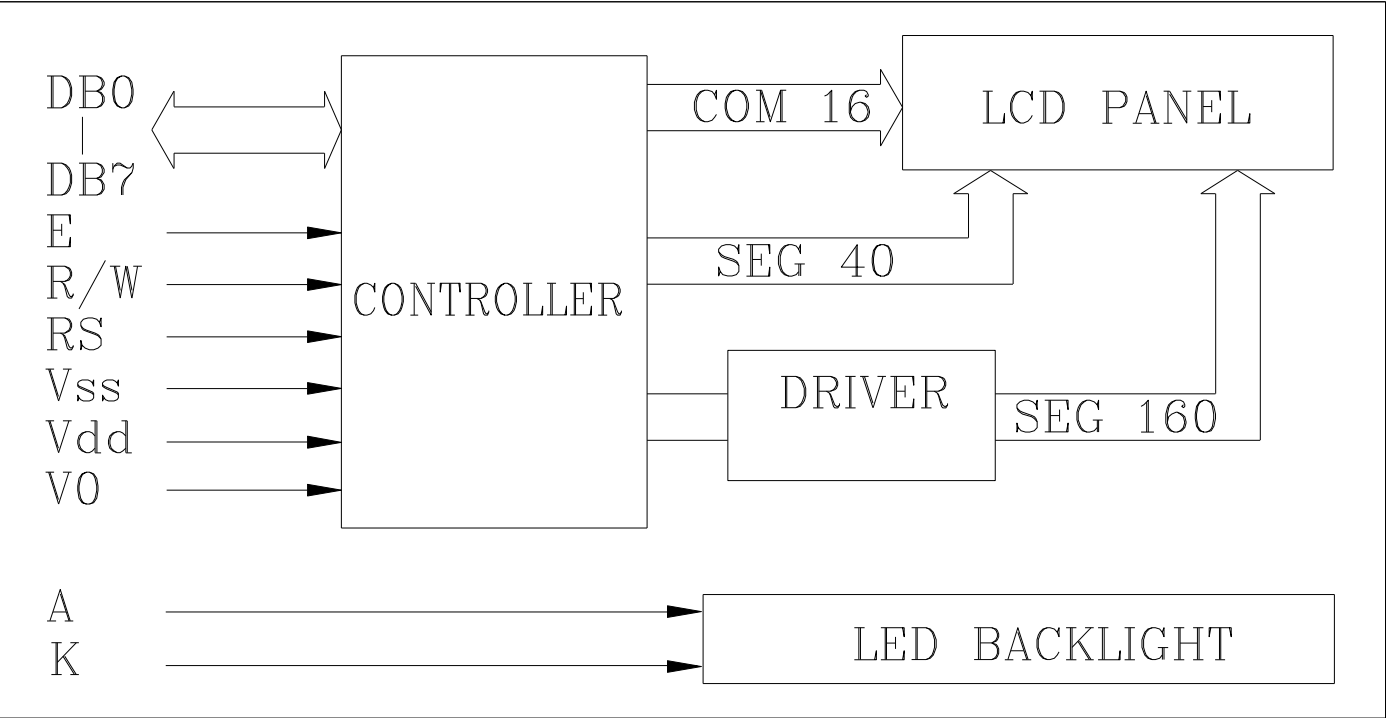 DB0
|
DB7
E
R/W
RS
Vss
Vdd
V0
A
K
CONTROLLER
COM 16
SEG 40
DRIVER
SEG 160
LCD PANEL
LED BACKLIGHT